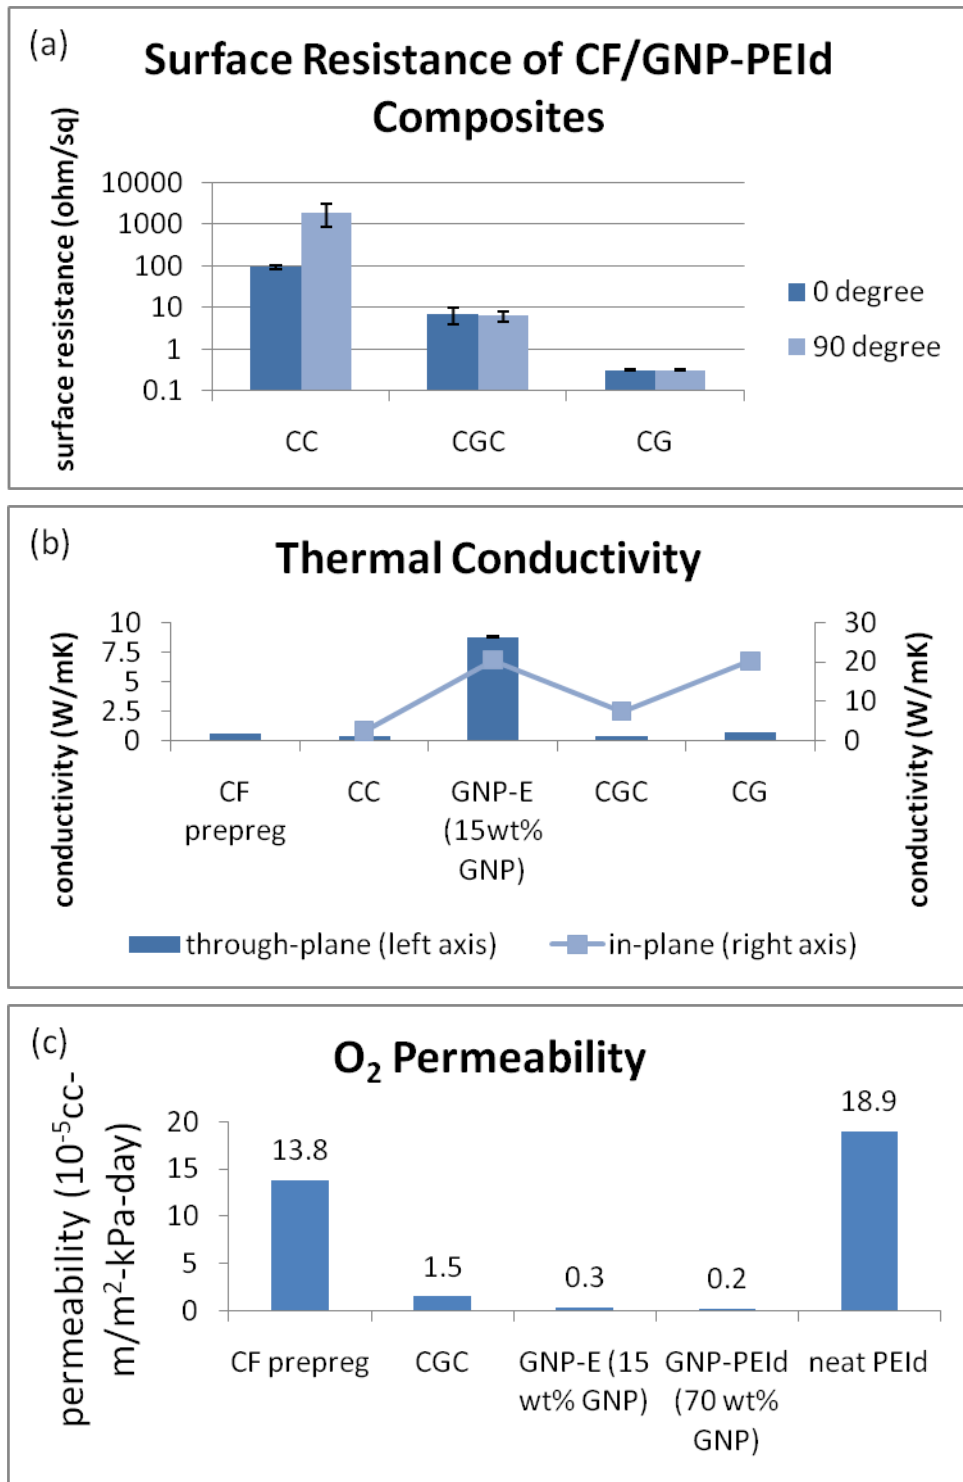 (a)
Surface Resistance of CF/GNP-PEId
Composites
surface resistance (ohm/sq)
10000
1000
100
10
1
0.1
CC
CGC
CG
0 degree
90 degree
(b)
Thermal Conductivity
conductivity (W/mK)
10
7.5
5
2.5
0
30
20
10
0
conductivity (W/mK)
CF
prepreg
CC
GNP-E
(15wt%
GNP)
CGC
CG
through-plane (left axis)
in-plane (right axis)
(c)
O₂ Permeability
permeability (10⁻⁵cc-
m/m²-kPa-day)
20
15
10
5
0
13.8
1.5
0.3
0.2
18.9
CF prepreg
CGC
GNP-E (15
wt% GNP)
GNP-PEId
(70 wt%
GNP)
neat PEId